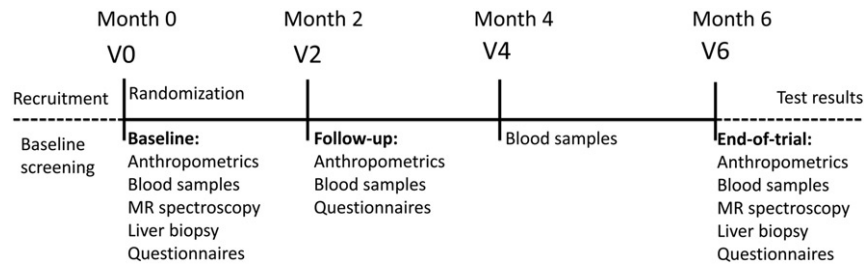 Month 0 Month 2 Month 4 Month 6
V0 V2 V4 V6
Recruitment Randomization Test results
Baseline screening
Baseline:
Anthropometrics
Blood samples
MR spectroscopy
Liver biopsy
Questionnaires
Follow-up:
Anthropometrics
Blood samples
Questionnaires
Blood samples
End-of-trial:
Anthropometrics
Blood samples
MR spectroscopy
Liver biopsy
Questionnaires